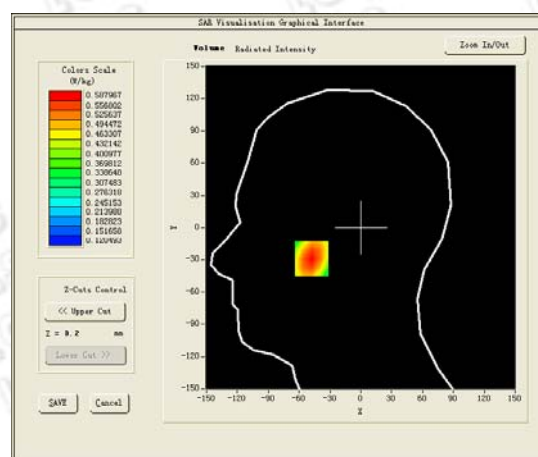 SAR Visualisation Graphical Interface
Volume Radiated Intensity
Zoom In/Out
Colors Scale
(W/kg)
0.587967
0.556802
0.525637
0.494472
0.463307
0.432142
0.400977
0.369812
0.338648
0.307483
0.276318
0.245153
0.213988
0.182823
0.151658
0.120493
150
120
90
60
30
0
-30
-60
-90
-120
-150
Y
-150 -120 -90 -60 -30 0 30 60 90 120 150
X
Z-Cuts Control
<< Upper Cut
Z = 0.2 mm
Lower Cut >>
SAVE Cancel